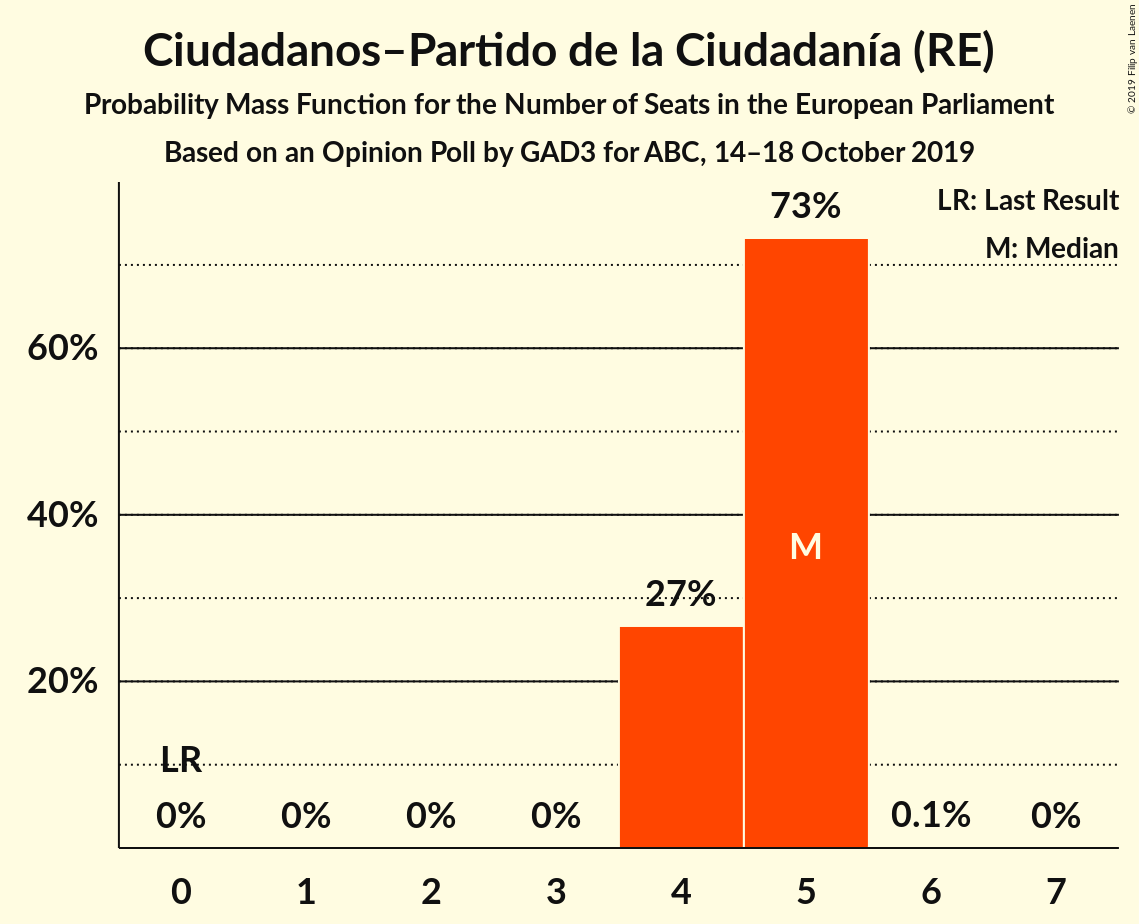 Ciudadanos–Partido de la Ciudadanía (RE)
Probability Mass Function for the Number of Seats in the European Parliament
Based on an Opinion Poll by GAD3 for ABC, 14–18 October 2019
© 2019 Filip van Laenen
LR: Last Result
M: Median
73%
60%
40%
M
27%
20%
LR
0% 0% 0% 0% 0.1% 0%
0 1 2 3 4 5 6 7